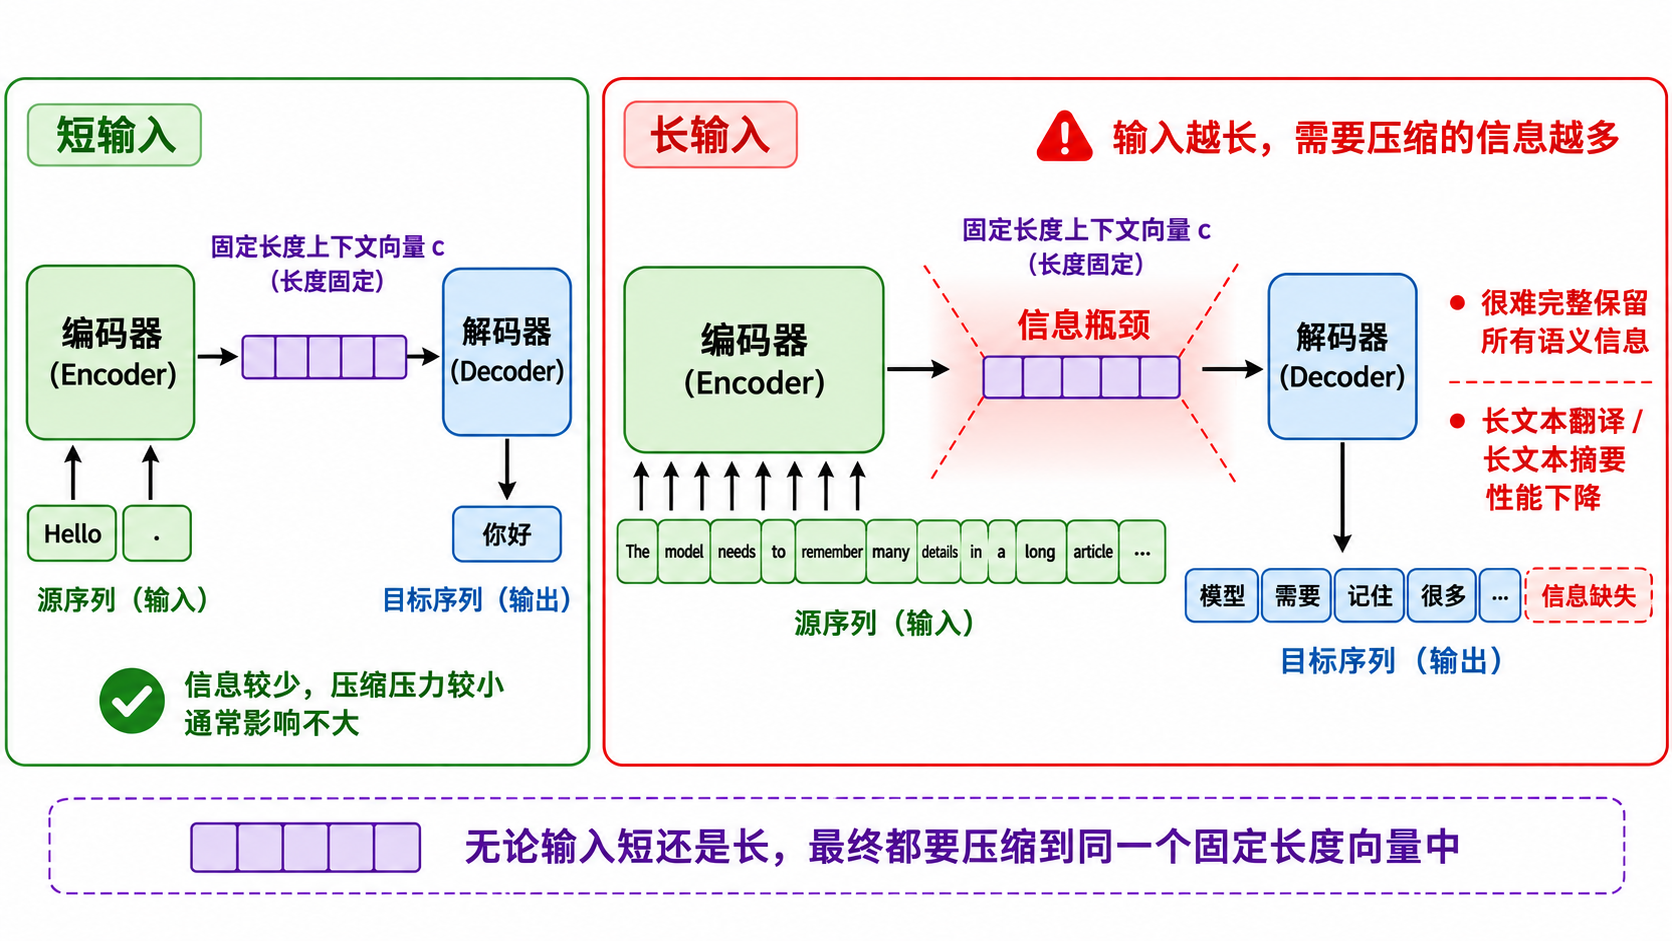 短输入
固定长度上下文向量 c
（长度固定）
编码器
(Encoder)
解码器
(Decoder)
Hello
.
你好
源序列（输入）
目标序列（输出）
信息较少，压缩压力较小
通常影响不大
长输入
输入越长，需要压缩的信息越多
固定长度上下文向量 c
（长度固定）
信息瓶颈
编码器
(Encoder)
解码器
(Decoder)
● 很难完整保留
所有语义信息
● 长文本翻译 /
长文本摘要
性能下降
The model needs to remember many details in a long article ...
源序列（输入）
模型 需要 记住 很多 ... 信息缺失
目标序列（输出）
无论输入短还是长，最终都要压缩到同一个固定长度向量中